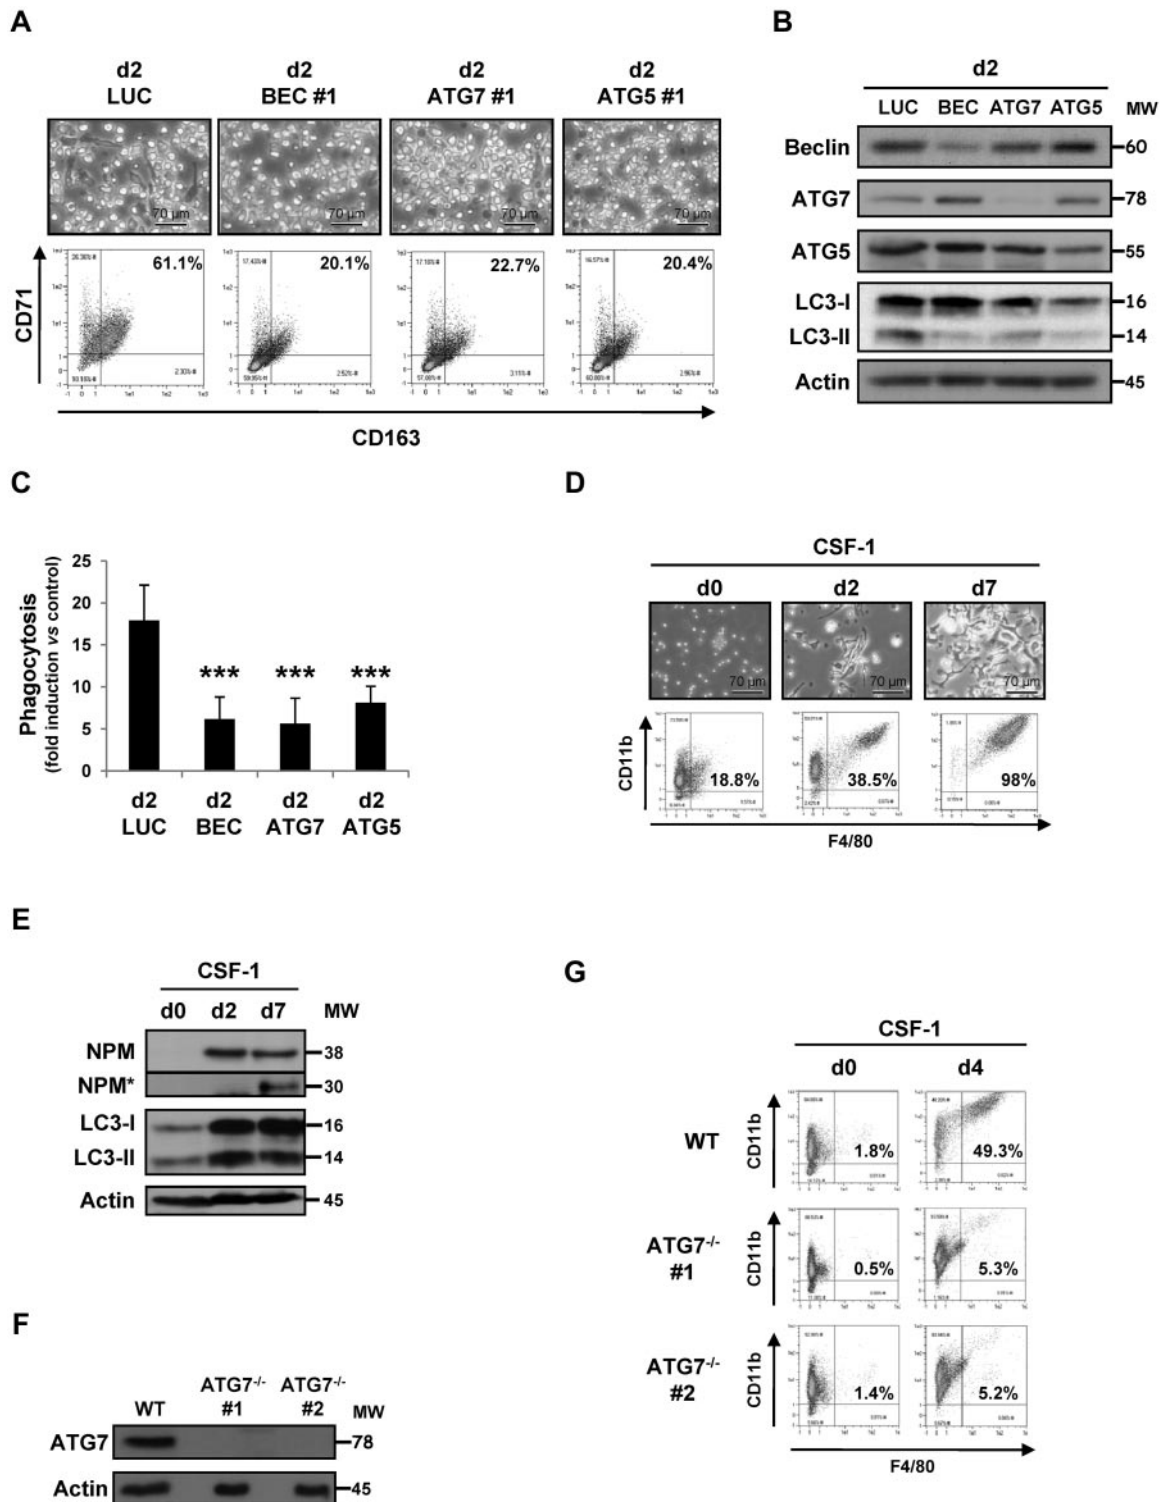 A
d2 d2 d2 d2
LUC BEC #1 ATG7 #1 ATG5 #1
70 µm 70 µm 70 µm 70 µm
61.1% 20.1% 22.7% 20.4%
CD71
CD163
B
d2
LUC BEC ATG7 ATG5 MW
Beclin 60
ATG7 78
ATG5 55
LC3-I 16
LC3-II 14
Actin 45
C
Phagocytosis
(fold induction vs control)
25
20
15
10
5
0
*** *** ***
d2 d2 d2 d2
LUC BEC ATG7 ATG5
D
CSF-1
d0 d2 d7
70 µm 70 µm 70 µm
CD11b
18.8% 38.5% 98%
F4/80
E
CSF-1
d0 d2 d7 MW
NPM 38
NPM* 30
LC3-I 16
LC3-II 14
Actin 45
F
WT ATG7-/- #1 ATG7-/- #2 MW
ATG7 78
Actin 45
G
CSF-1
d0 d4
WT CD11b 1.8% CD11b 49.3%
ATG7-/- #1 CD11b 0.5% CD11b 5.3%
ATG7-/- #2 CD11b 1.4% CD11b 5.2%
F4/80